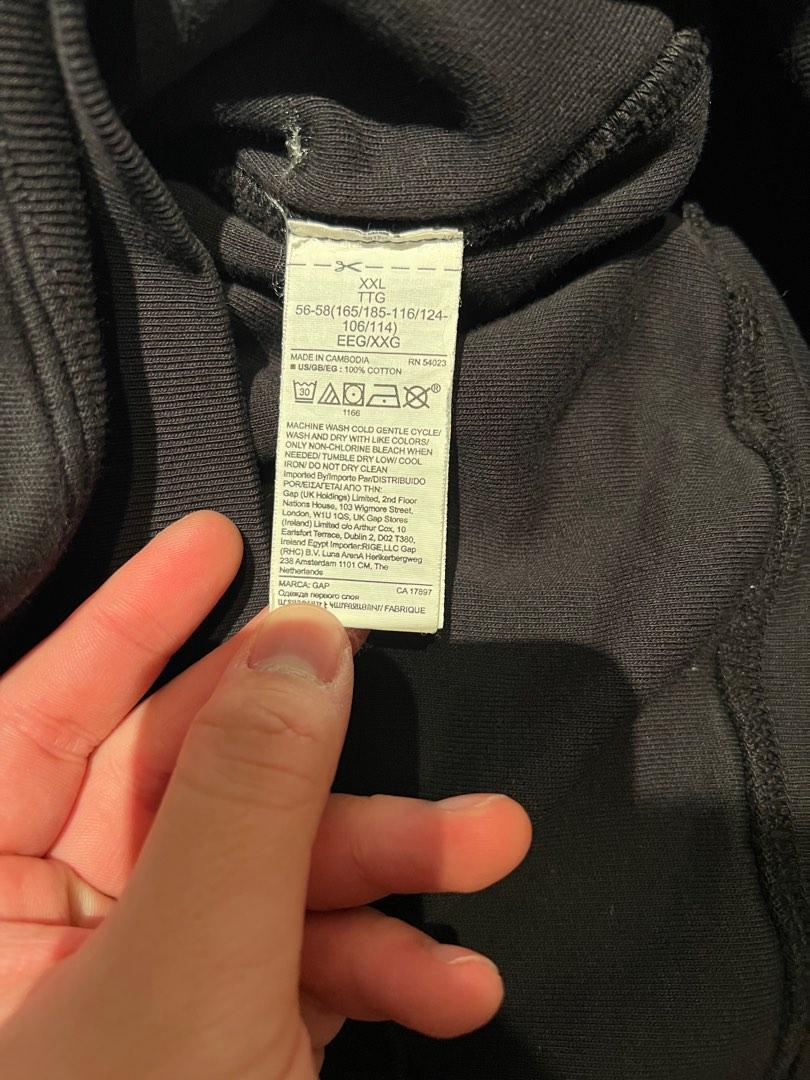 XXL
TTG
56-58(165/185-116/124-
106/114)
EEG/XXG
MADE IN CAMBODIA RN 54023
■ US/GB/EG : 100% COTTON
30
®
1166
MACHINE WASH COLD GENTLE CYCLE/
WASH AND DRY WITH LIKE COLORS/
ONLY NON-CHLORINE BLEACH WHEN
NEEDED/ TUMBLE DRY LOW/ COOL
IRON/ DO NOT DRY CLEAN
Imported By/Importe Par/DISTRIBUIDO
POR/ΕΙΣΑΓΕΤΑΙ ΑΠΟ ΤΗΝ:
Gap (UK Holdings) Limited, 2nd Floor
Nations House, 103 Wigmore Street,
London, W1U 1QS, UK Gap Stores
(Ireland) Limited c/o Arthur Cox, 10
Earlsfort Terrace, Dublin 2, D02 T380,
Ireland Egypt Importer:RIGE,LLC Gap
(RHC) B.V. Luna ArenA Herikerbergweg
238 Amsterdam 1101 CM, The
Netherlands
MARCA: GAP CA 17897
Одежда первого слоя
FABRIQUE